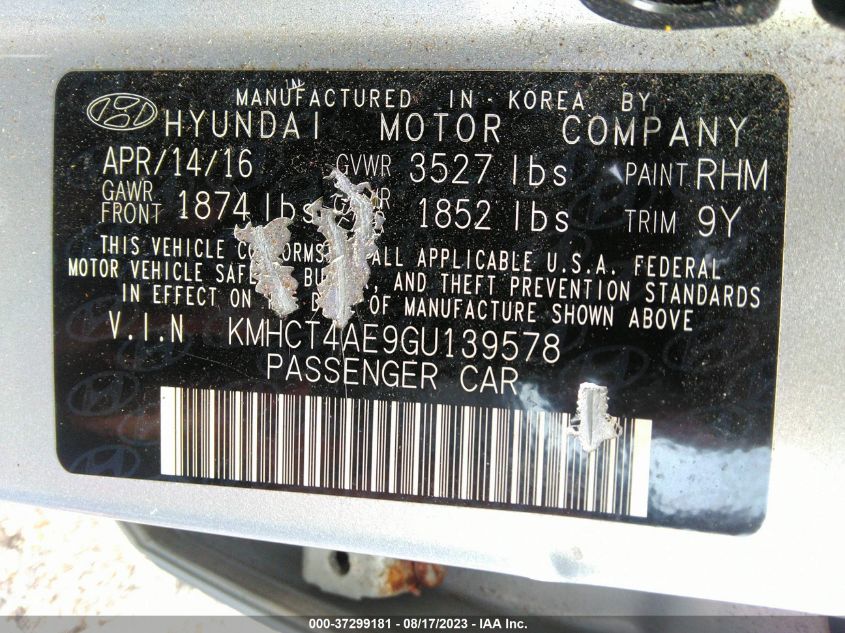 MANUFACTURED IN KOREA BY
HYUNDAI MOTOR COMPANY
APR/14/16 GVWR 3527 lbs PAINT RHM
GAWR FRONT 1874 lbs 1852 lbs TRIM 9Y
THIS VEHICLE CONFORMS ALL APPLICABLE U.S.A. FEDERAL
MOTOR VEHICLE AND THEFT PREVENTION STANDARDS
IN EFFECT ON OF MANUFACTURE SHOWN ABOVE
V.I.N KMHCT4AE9GU139578
PASSENGER CAR
000-37299181 - 08/17/2023 - © IAA Inc.